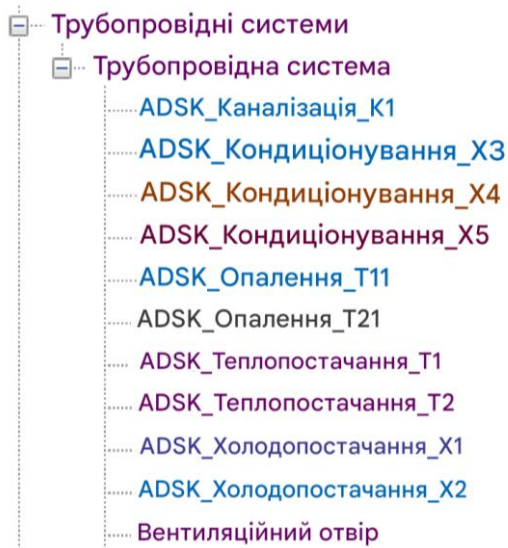 Трубопровідні системи
Трубопровідна система
ADSK_Каналізація_К1
ADSK_Кондиціонування_Х3
ADSK_Кондиціонування_Х4
ADSK_Кондиціонування_Х5
ADSK_Опалення_Т11
ADSK_Опалення_Т21
ADSK_Теплопостачання_Т1
ADSK_Теплопостачання_Т2
ADSK_Холодопостачання_Х1
ADSK_Холодопостачання_Х2
Вентиляційний отвір